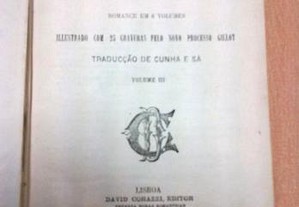 ROMANCE EM 6 VOLUMES
ILLUSTRADO COM 25 GRAVURAS PELO NOVO PROCESSO GILLOT
TRADUCÇÃO DE CUNHA E SÁ
VOLUME III
LISBOA
DAVID CORAZZI, EDITOR